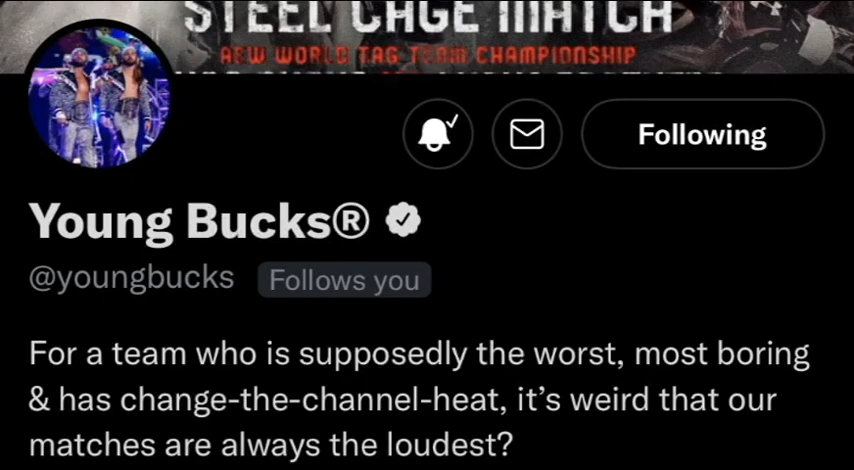 STEEL CAGE MATCH
AEW WORLD TAG TEAM CHAMPIONSHIP
Following
Young Bucks®
@youngbucks Follows you
For a team who is supposedly the worst, most boring
& has change-the-channel-heat, it’s weird that our
matches are always the loudest?